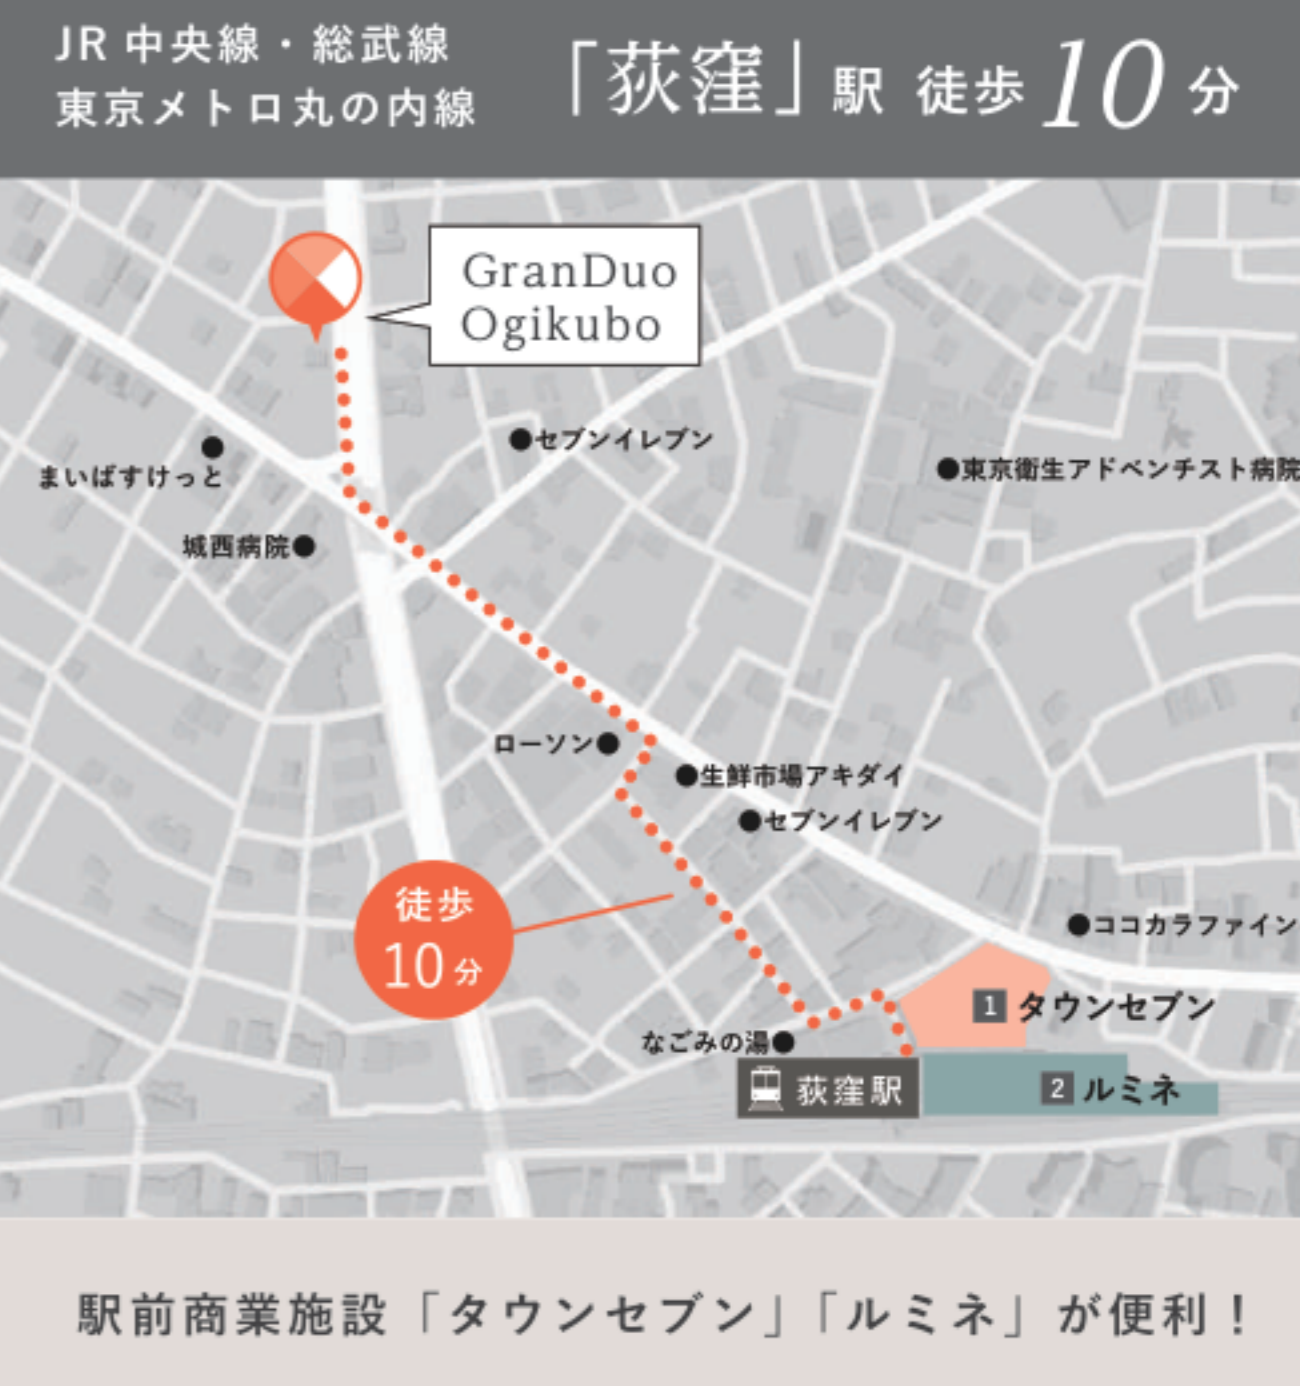 JR 中央線・総武線
東京メトロ丸の内線
「荻窪」駅 徒歩10分
GranDuo
Ogikubo
セブンイレブン
まいばすけっと
東京衛生アドベンチスト病院
城西病院
ローソン
生鮮市場アキダイ
セブンイレブン
徒歩
10分
ココカラファイン
1 タウンセブン
なごみの湯
荻窪駅
2 ルミネ
駅前商業施設「タウンセブン」「ルミネ」が便利！